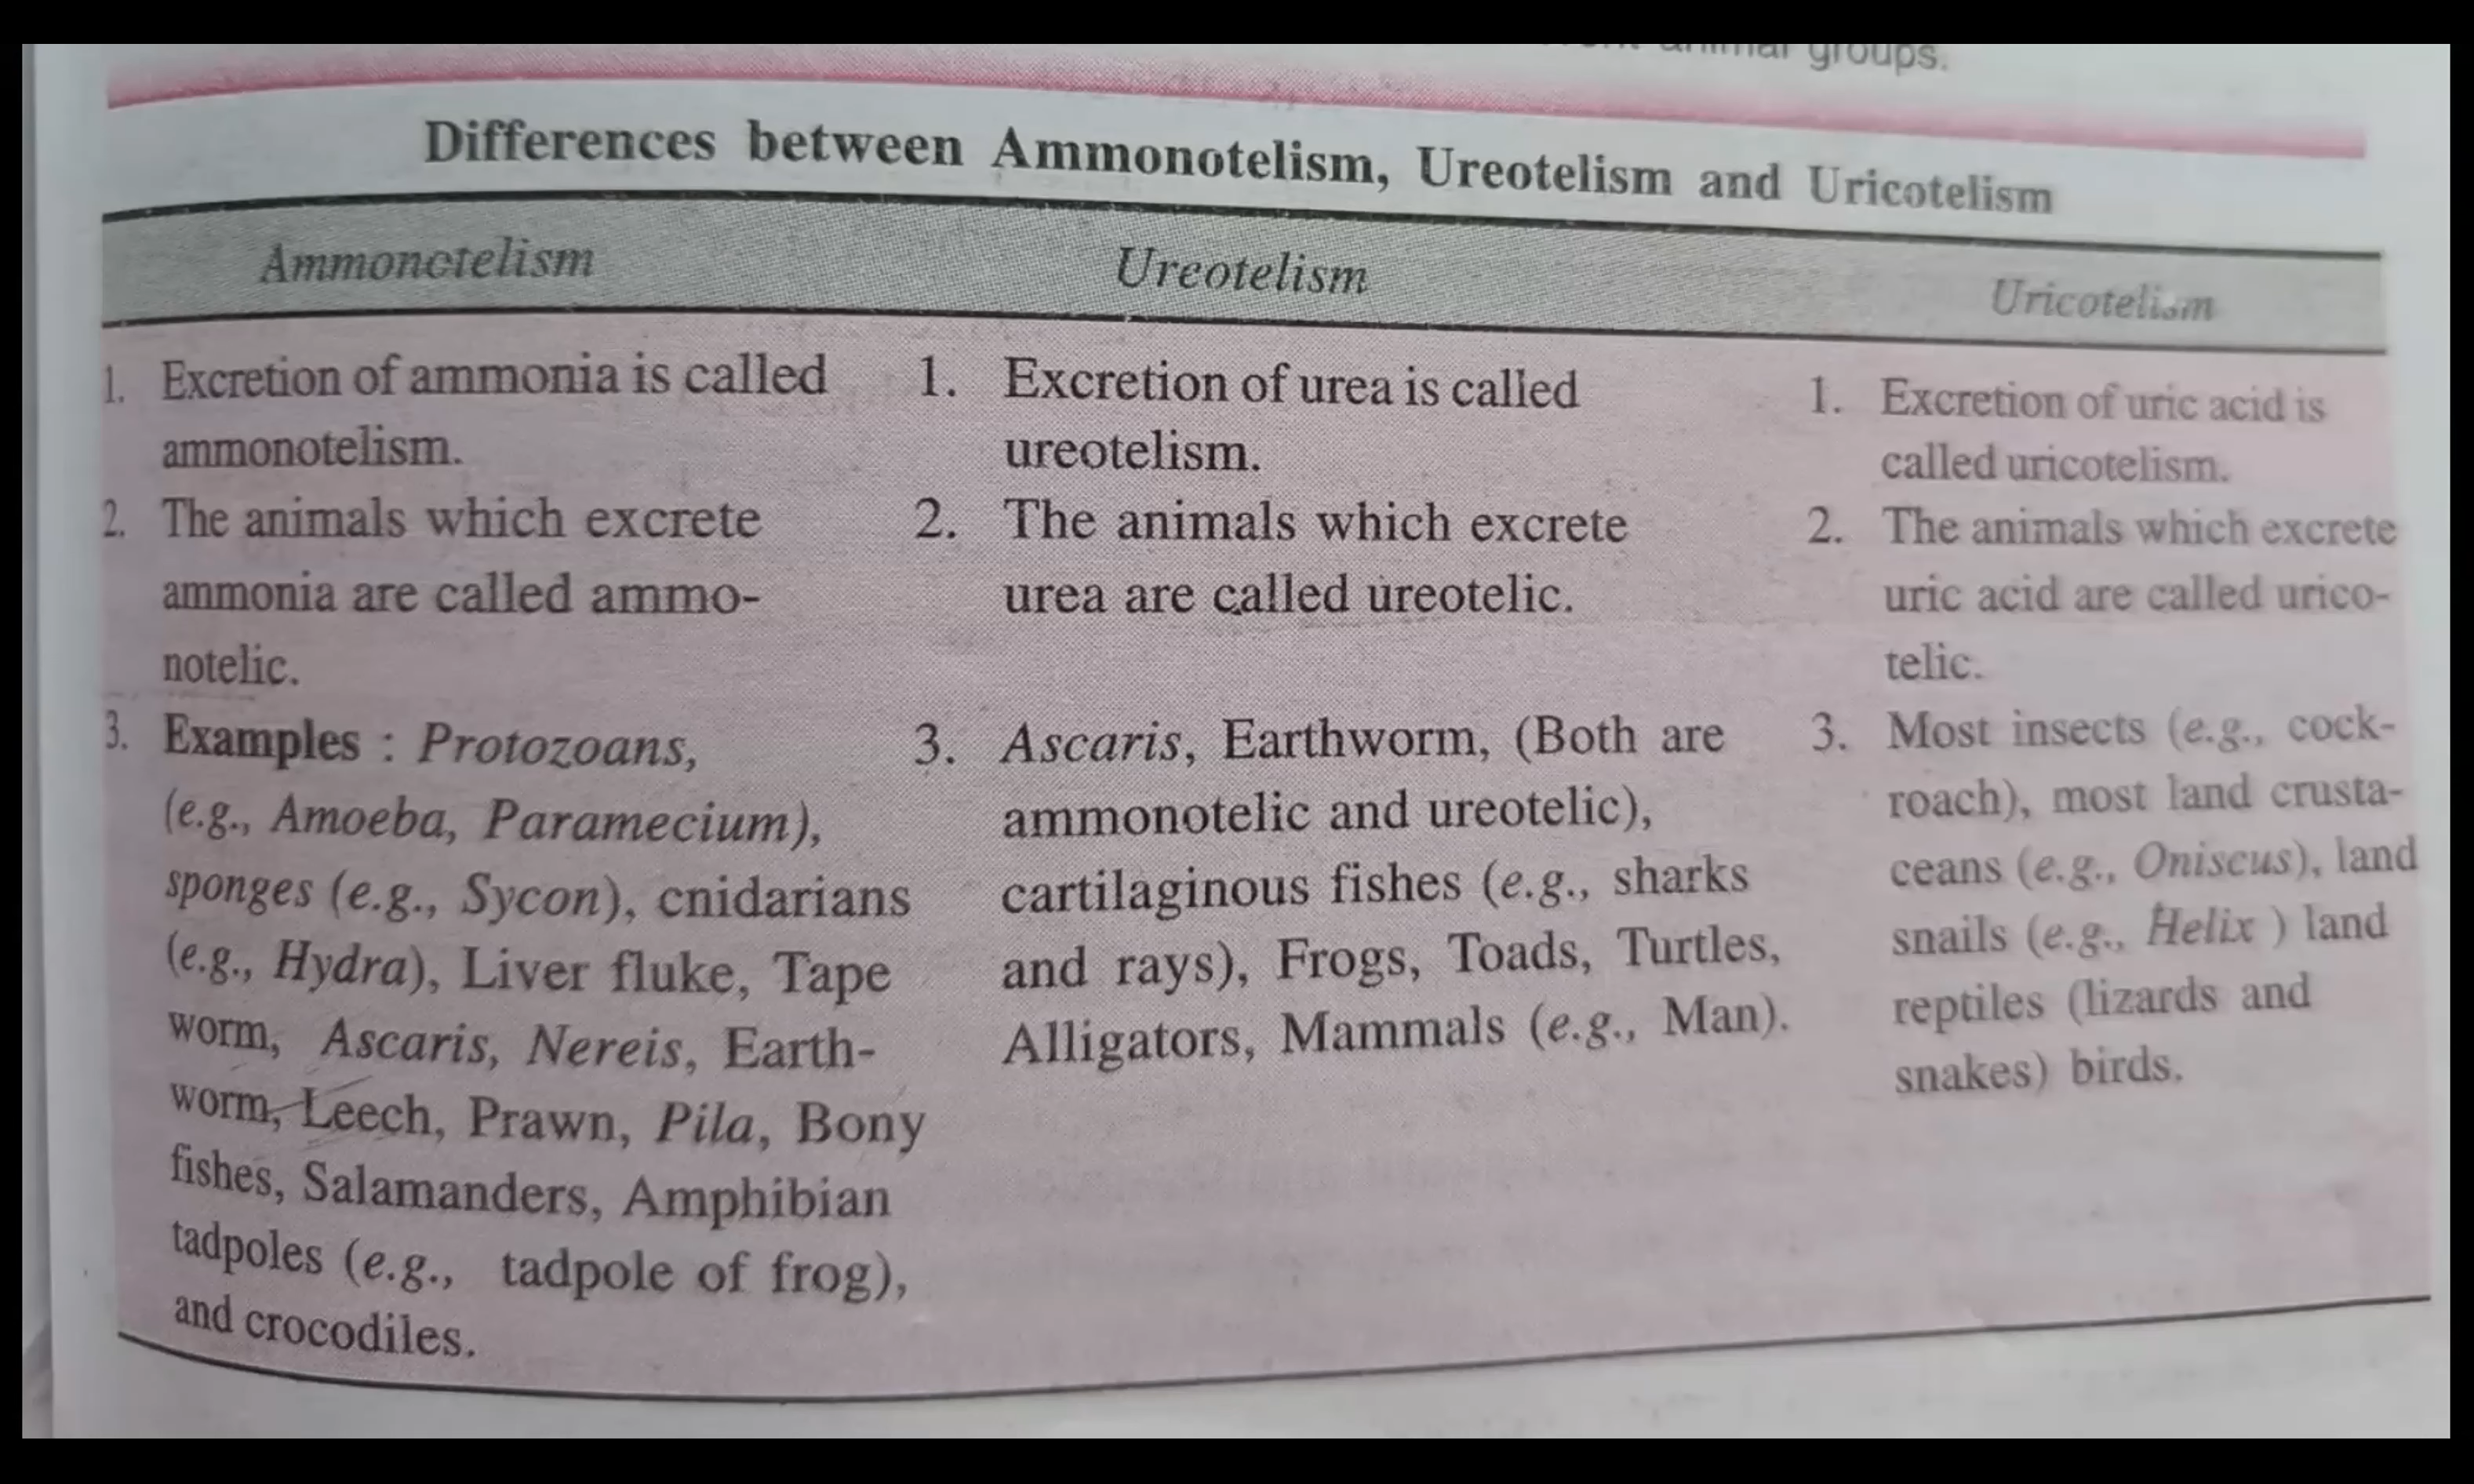 animal groups.
Differences between Ammonotelism, Ureotelism and Uricotelism
Ammonotelism
Ureotelism
Uricotelism
1. Excretion of ammonia is called
ammonotelism.
2. The animals which excrete
ammonia are called ammo-
notelic.
3. Examples : Protozoans,
(e.g., Amoeba, Paramecium),
sponges (e.g., Sycon), cnidarians
(e.g., Hydra), Liver fluke, Tape
worm, Ascaris, Nereis, Earth-
worm, Leech, Prawn, Pila, Bony
fishes, Salamanders, Amphibian
tadpoles (e.g., tadpole of frog),
and crocodiles.
1. Excretion of urea is called
ureotelism.
2. The animals which excrete
urea are called ureotelic.
3. Ascaris, Earthworm, (Both are
ammonotelic and ureotelic),
cartilaginous fishes (e.g., sharks
and rays), Frogs, Toads, Turtles,
Alligators, Mammals (e.g., Man).
1. Excretion of uric acid is
called uricotelism.
2. The animals which excrete
uric acid are called urico-
telic.
3. Most insects (e.g., cock-
roach), most land crusta-
ceans (e.g., Oniscus), land
snails (e.g., Helix ) land
reptiles (lizards and
snakes) birds.